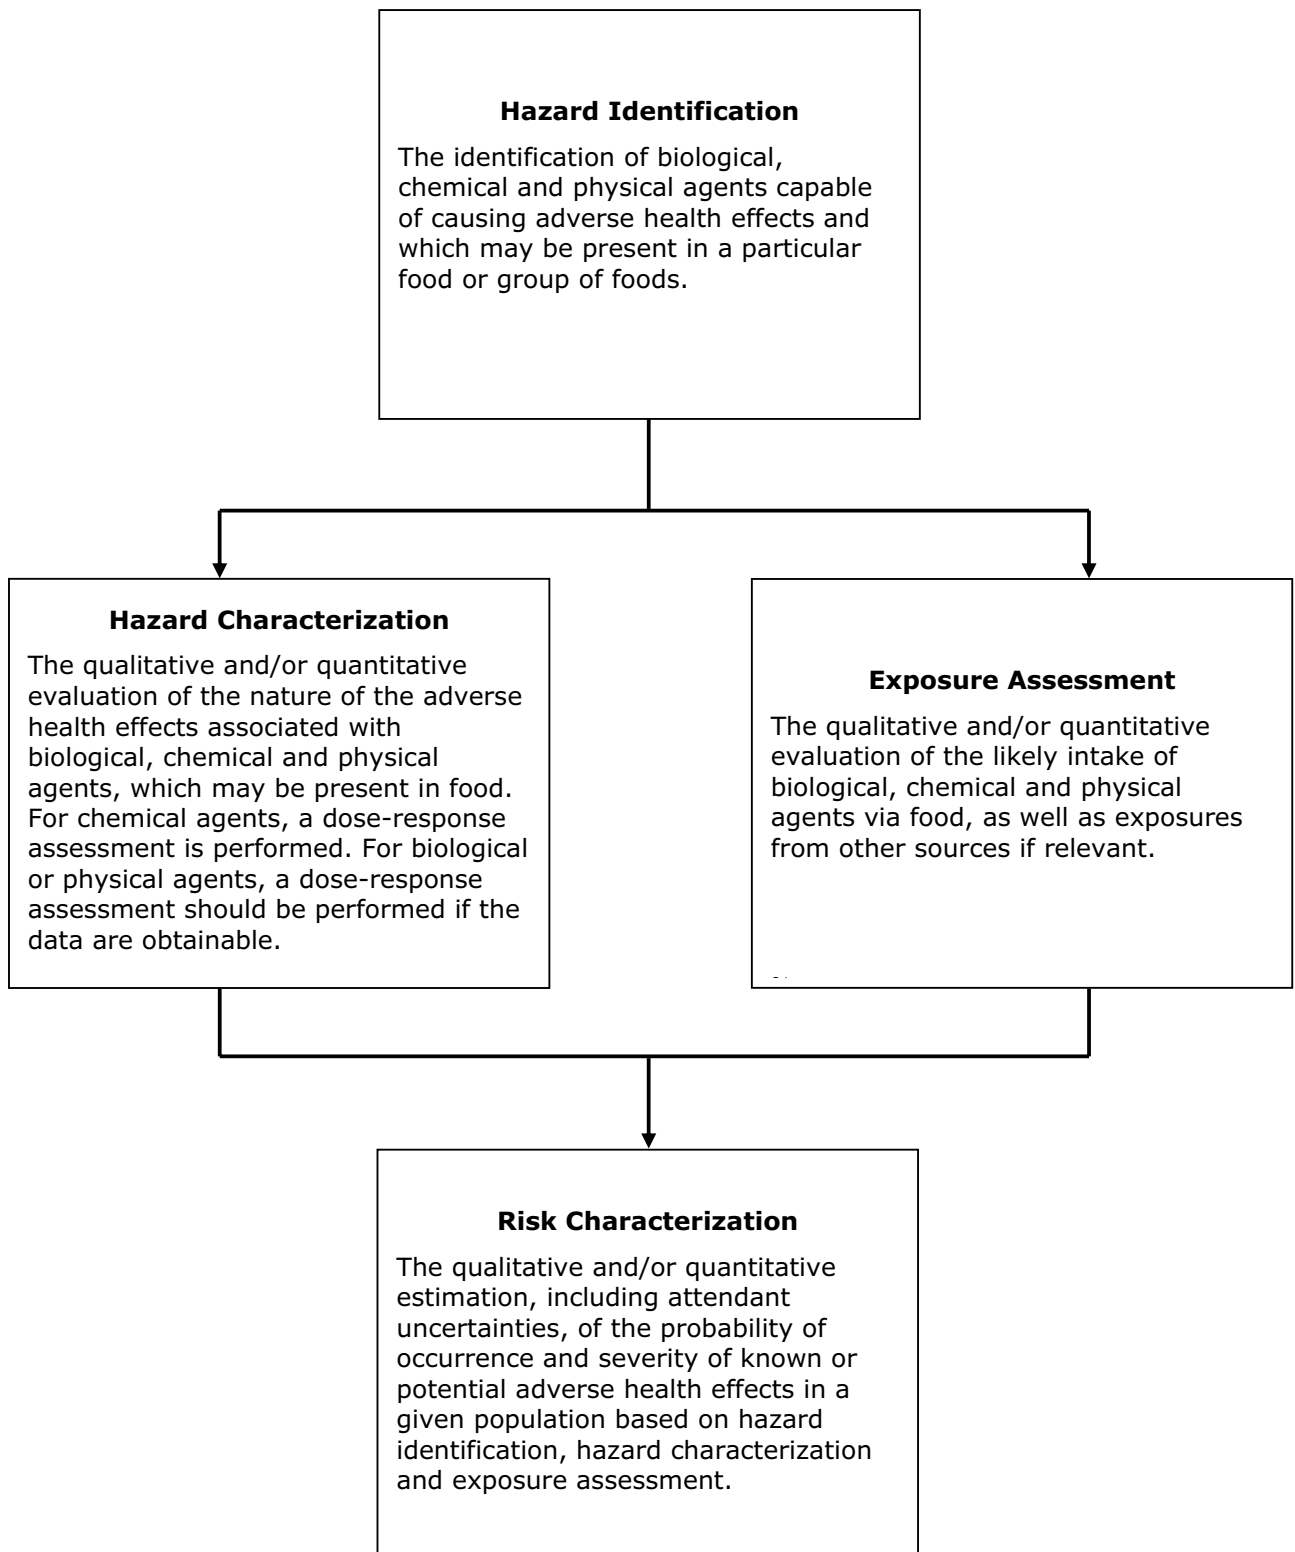 Hazard Identification
The identification of biological,
chemical and physical agents capable
of causing adverse health effects and
which may be present in a particular
food or group of foods.
Hazard Characterization
The qualitative and/or quantitative
evaluation of the nature of the adverse
health effects associated with
biological, chemical and physical
agents, which may be present in food.
For chemical agents, a dose-response
assessment is performed. For biological
or physical agents, a dose-response
assessment should be performed if the
data are obtainable.
Exposure Assessment
The qualitative and/or quantitative
evaluation of the likely intake of
biological, chemical and physical
agents via food, as well as exposures
from other sources if relevant.
Risk Characterization
The qualitative and/or quantitative
estimation, including attendant
uncertainties, of the probability of
occurrence and severity of known or
potential adverse health effects in a
given population based on hazard
identification, hazard characterization
and exposure assessment.